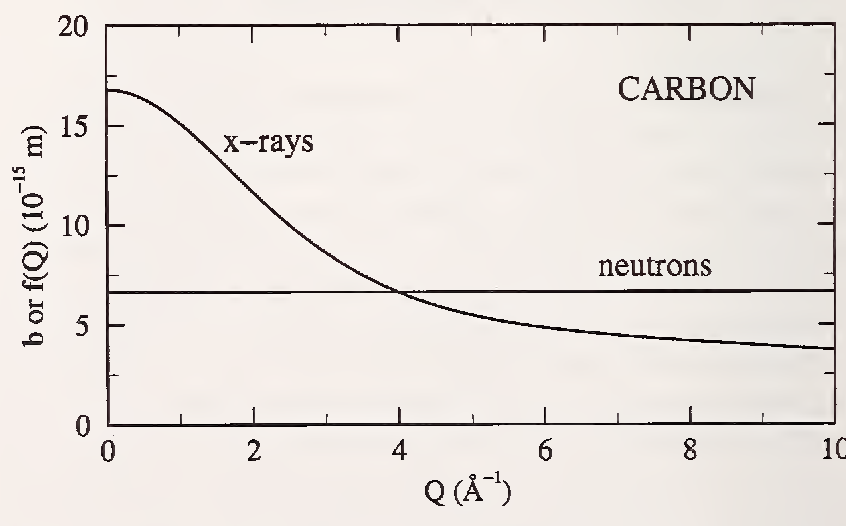 20
CARBON
15
x–rays
10
neutrons
5
0
0 2 4 6 8 10
Q (Å⁻¹)
b or f(Q) (10⁻¹⁵ m)